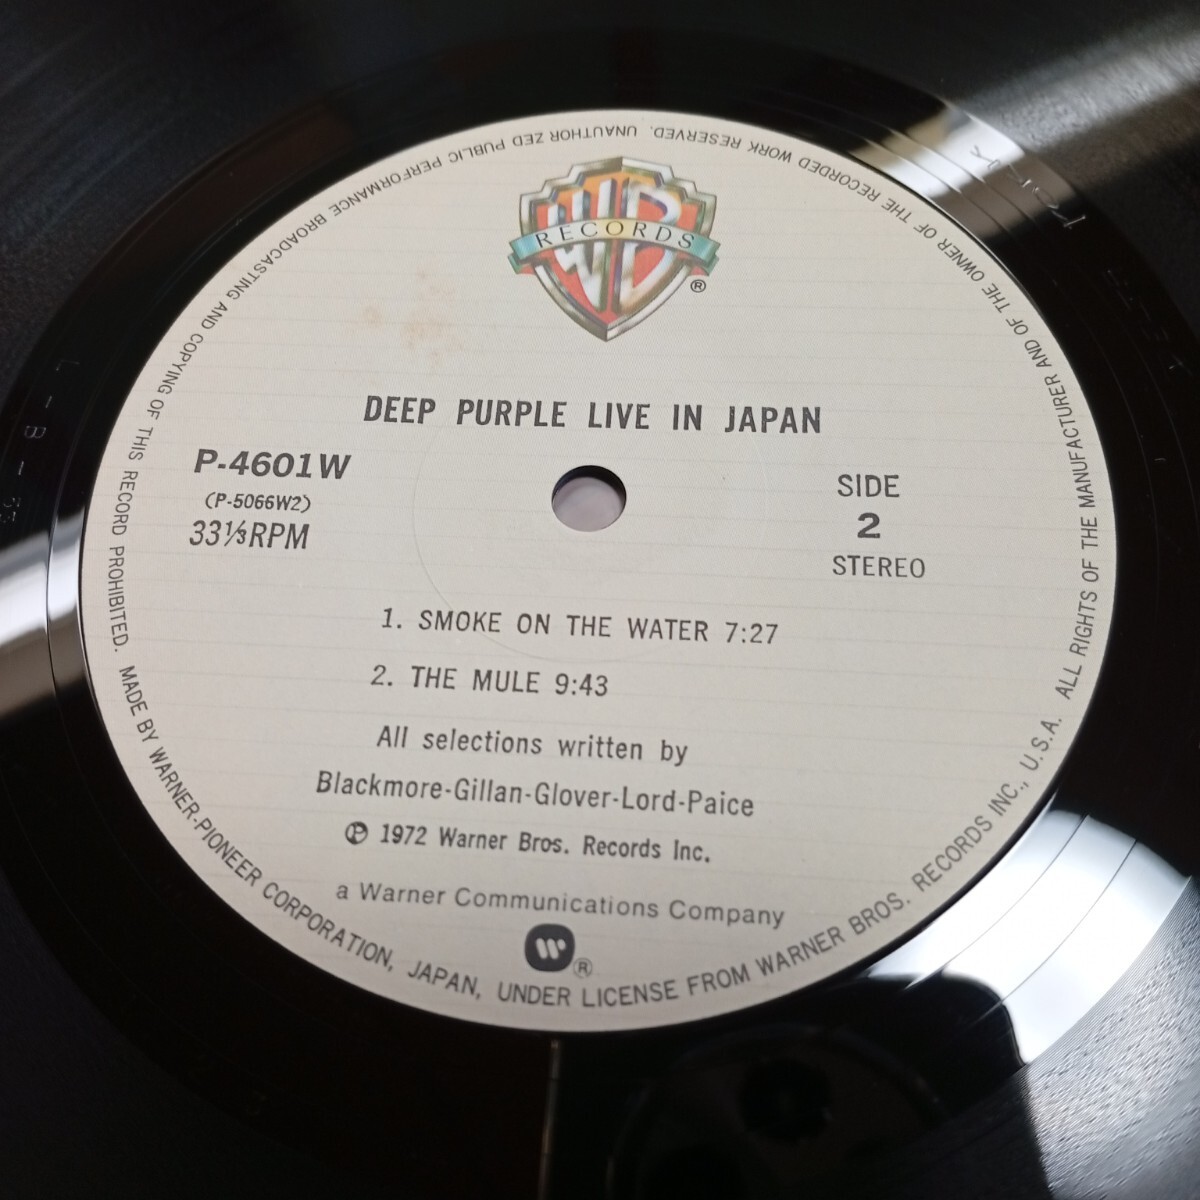 WB
RECORDS
®
DEEP PURPLE LIVE IN JAPAN
P-4601W
(P-5066W2)
33⅓RPM
SIDE
2
STEREO
1. SMOKE ON THE WATER 7:27
2. THE MULE 9:43
All selections written by
Blackmore-Gillan-Glover-Lord-Paice
Ⓟ 1972 Warner Bros. Records Inc.
a Warner Communications Company
®
MADE BY WARNER-PIONEER CORPORATION, JAPAN, UNDER LICENSE FROM WARNER BROS. RECORDS INC., U.S.A. ALL RIGHTS OF THE MANUFACTURER AND OF THE OWNER OF THE RECORDED WORK RESERVED. UNAUTHOR ZED PUBLIC PERFORMANCE BROADCASTING AND COPYING OF THIS RECORD PROHIBITED.